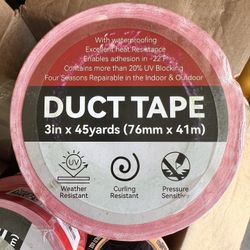 With waterproofing
Excellent heat Resistance
Enables adhesion in -22°F
Contains more than 20% UV Blocking
Four Seasons Repairable in the Indoor & Outdoor
DUCT TAPE
3in x 45yards (76mm x 41m)
UV
Weather Resistant
Curling Resistant
Pressure Sensitive